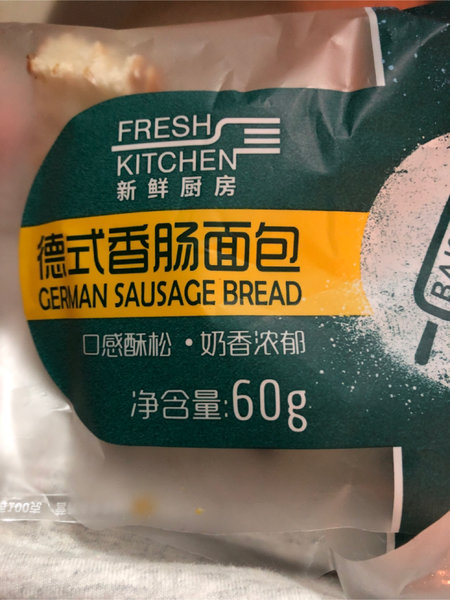 FRESH
KITCHEN
新鲜厨房
德式香肠面包
GERMAN SAUSAGE BREAD
口感酥松·奶香浓郁
净含量:60g